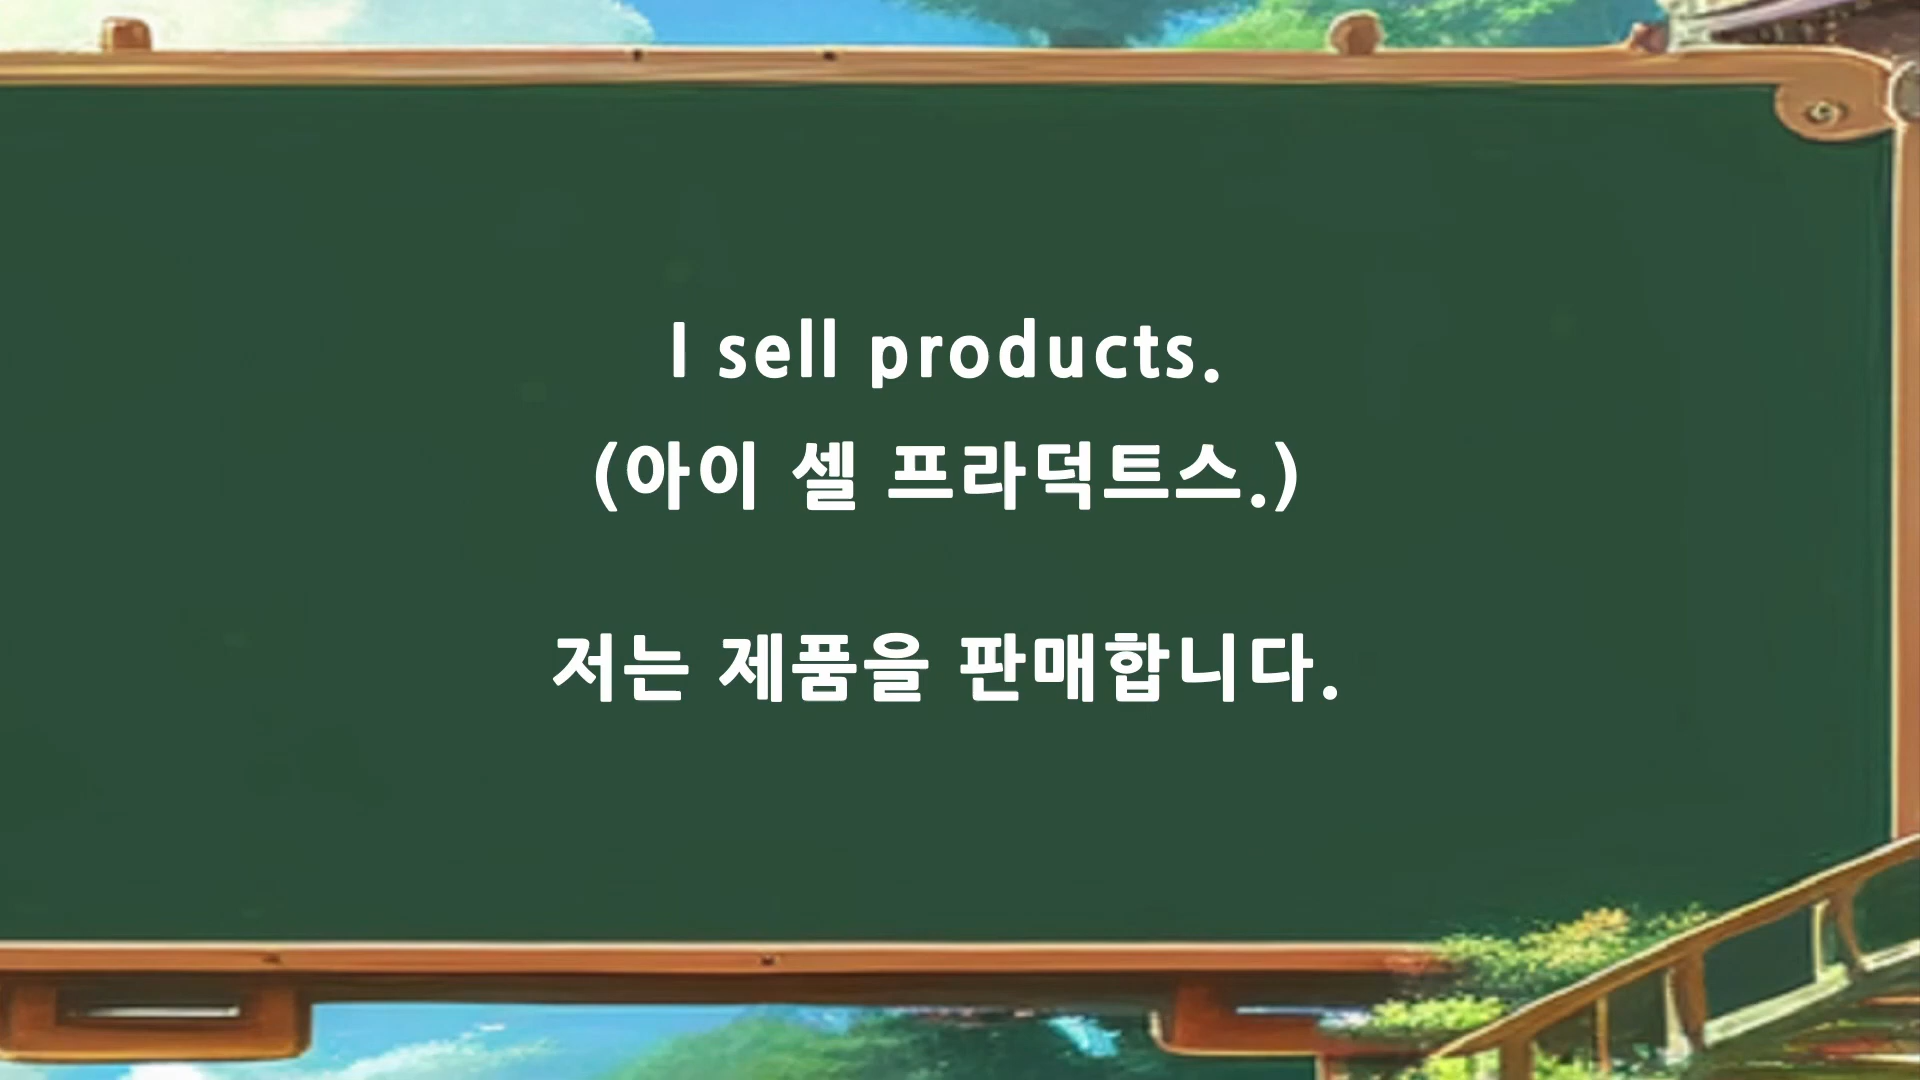 I sell products.
(아이 셀 프라덕트스.)
저는 제품을 판매합니다.